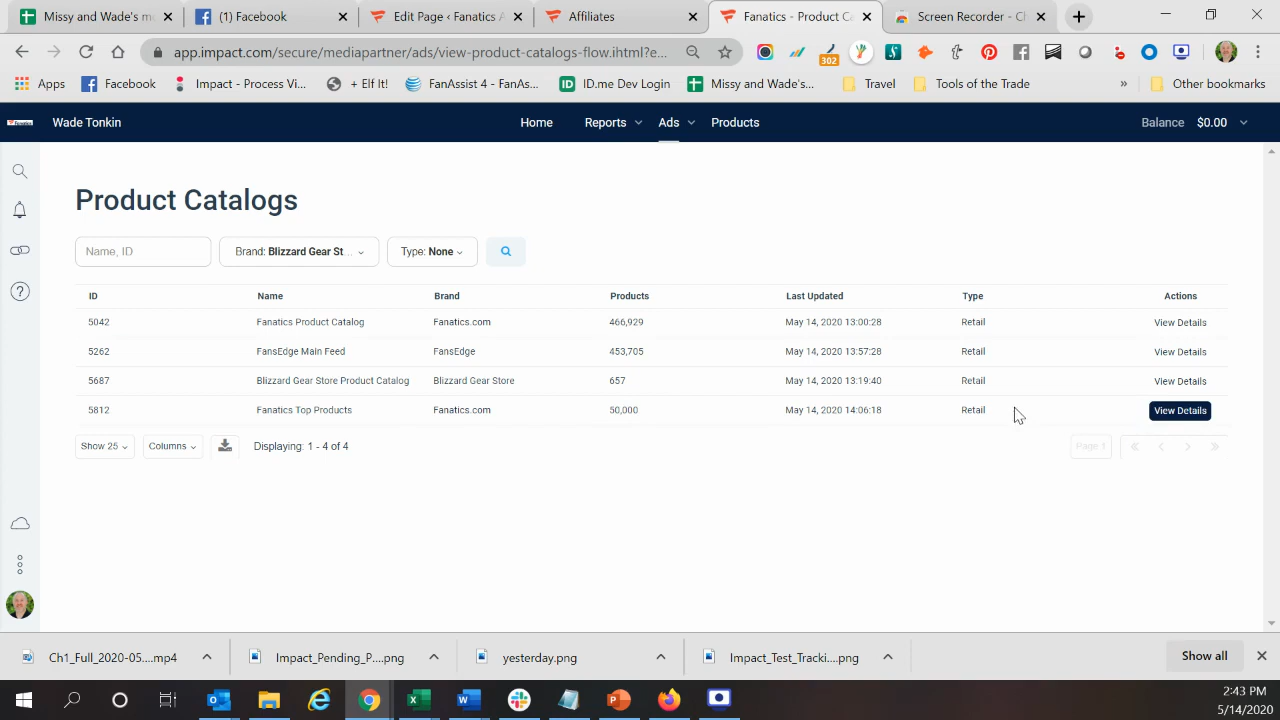 Missy and Wade's m
(1) Facebook
Edit Page ‹ Fanatics A
Affiliates
Fanatics - Product Ca
Screen Recorder - Ch
app.impact.com/secure/mediapartner/ads/view-product-catalogs-flow.ihtml?e...
302
Apps
Facebook
Impact - Process Vi...
+ Elf It!
FanAssist 4 - FanAs...
ID.me Dev Login
Missy and Wade's...
Travel
Tools of the Trade
»
Other bookmarks
Fanatics
Wade Tonkin
Home
Reports
Ads
Products
Balance $0.00
Product Catalogs
Name, ID
Brand: Blizzard Gear St...
Type: None
ID Name Brand Products Last Updated Type Actions
5042 Fanatics Product Catalog Fanatics.com 466,929 May 14, 2020 13:00:28 Retail View Details
5262 FansEdge Main Feed FansEdge 453,705 May 14, 2020 13:57:28 Retail View Details
5687 Blizzard Gear Store Product Catalog Blizzard Gear Store 657 May 14, 2020 13:19:40 Retail View Details
5812 Fanatics Top Products Fanatics.com 50,000 May 14, 2020 14:06:18 Retail View Details
Show 25
Columns
Displaying: 1 - 4 of 4
Page 1
Ch1_Full_2020-05....mp4
Impact_Pending_P....png
yesterday.png
Impact_Test_Tracki....png
Show all
2:43 PM
5/14/2020